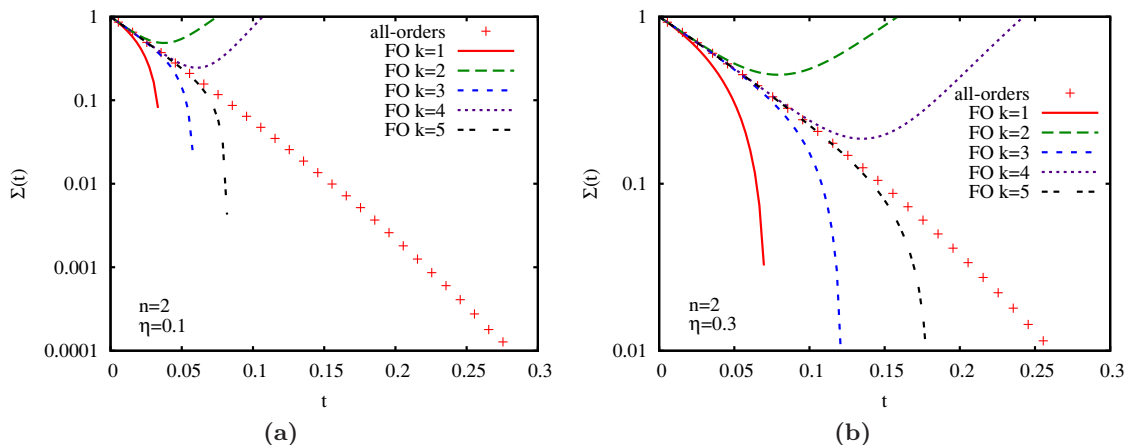 1
0.1
0.01
0.001
0.0001
Σ(t)
0 0.05 0.1 0.15 0.2 0.25 0.3
t
all-orders
FO k=1
FO k=2
FO k=3
FO k=4
FO k=5
n=2
η=0.1
(a)
1
0.1
0.01
Σ(t)
0 0.05 0.1 0.15 0.2 0.25 0.3
t
all-orders
FO k=1
FO k=2
FO k=3
FO k=4
FO k=5
n=2
η=0.3
(b)